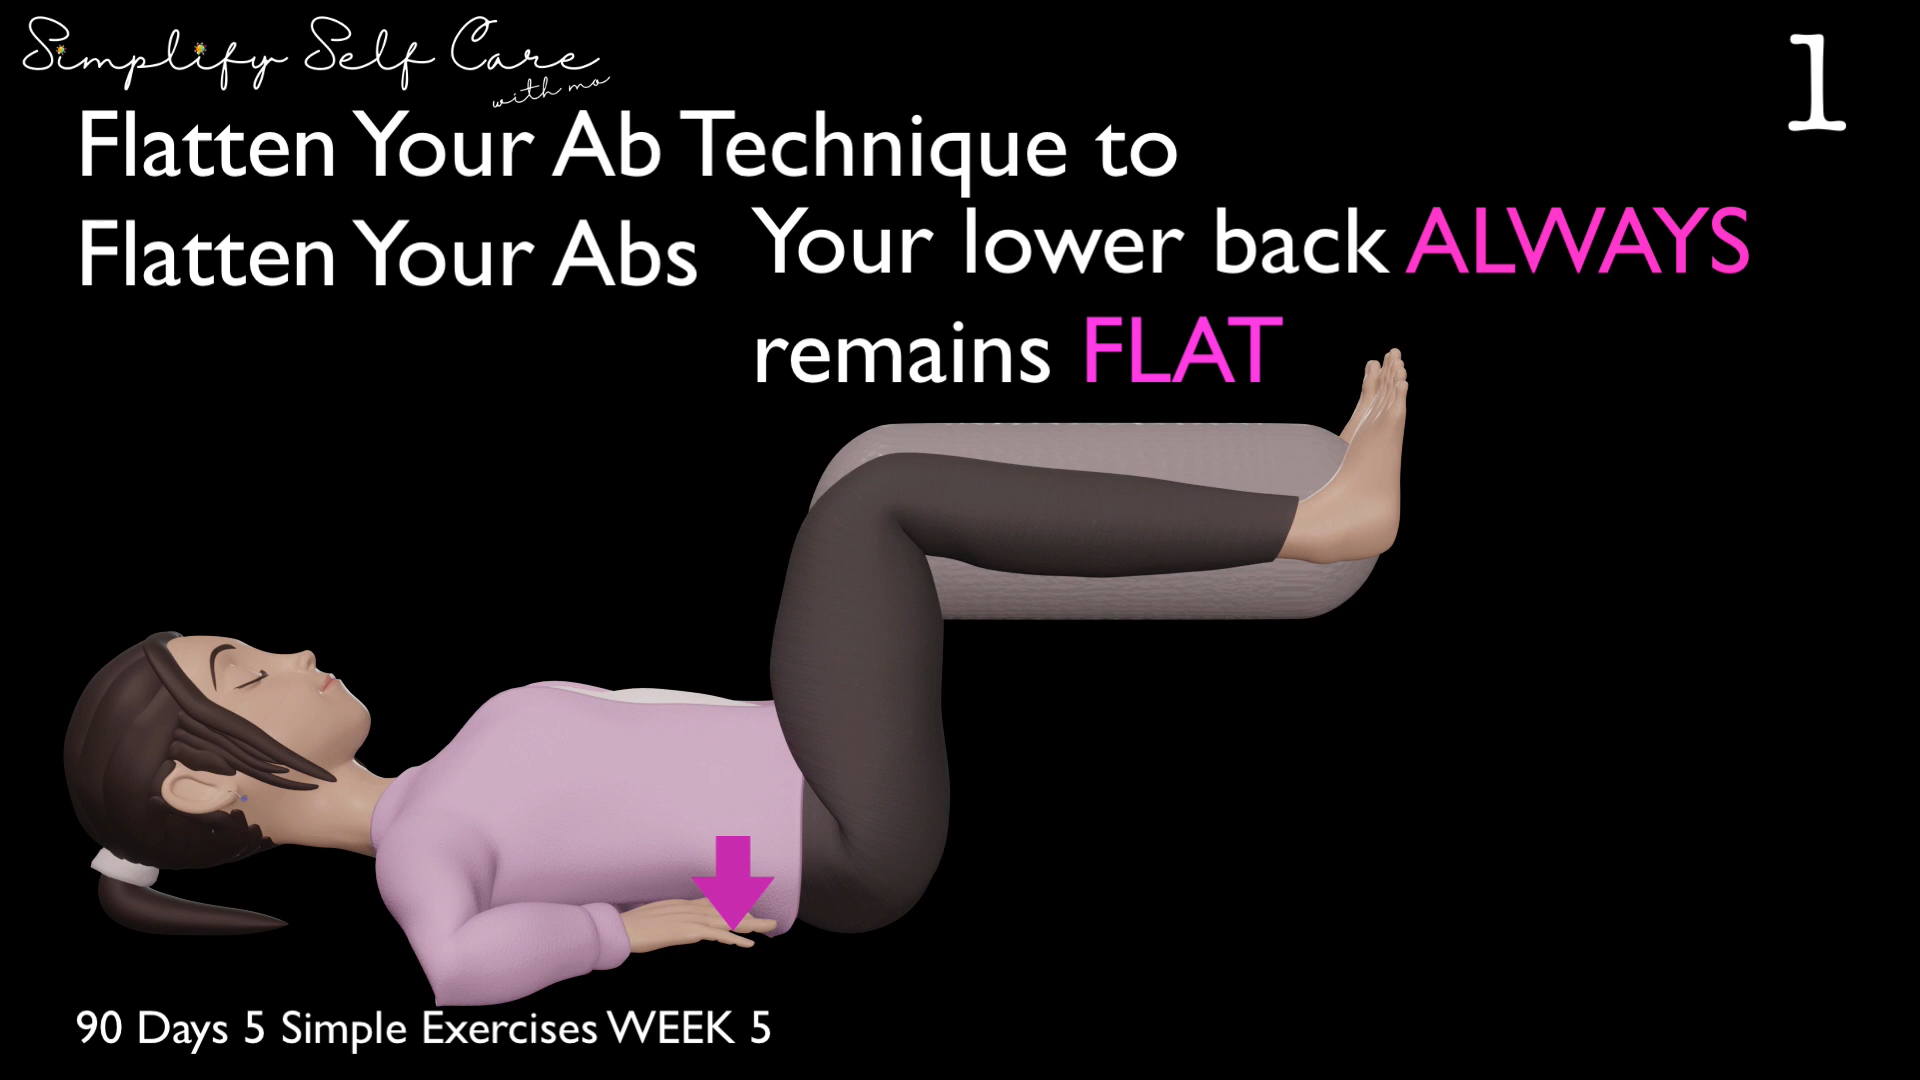 Simplify Self Care
with mo
1
Flatten Your Ab Technique to
Flatten Your Abs
Your lower back ALWAYS
remains FLAT
90 Days 5 Simple Exercises WEEK 5